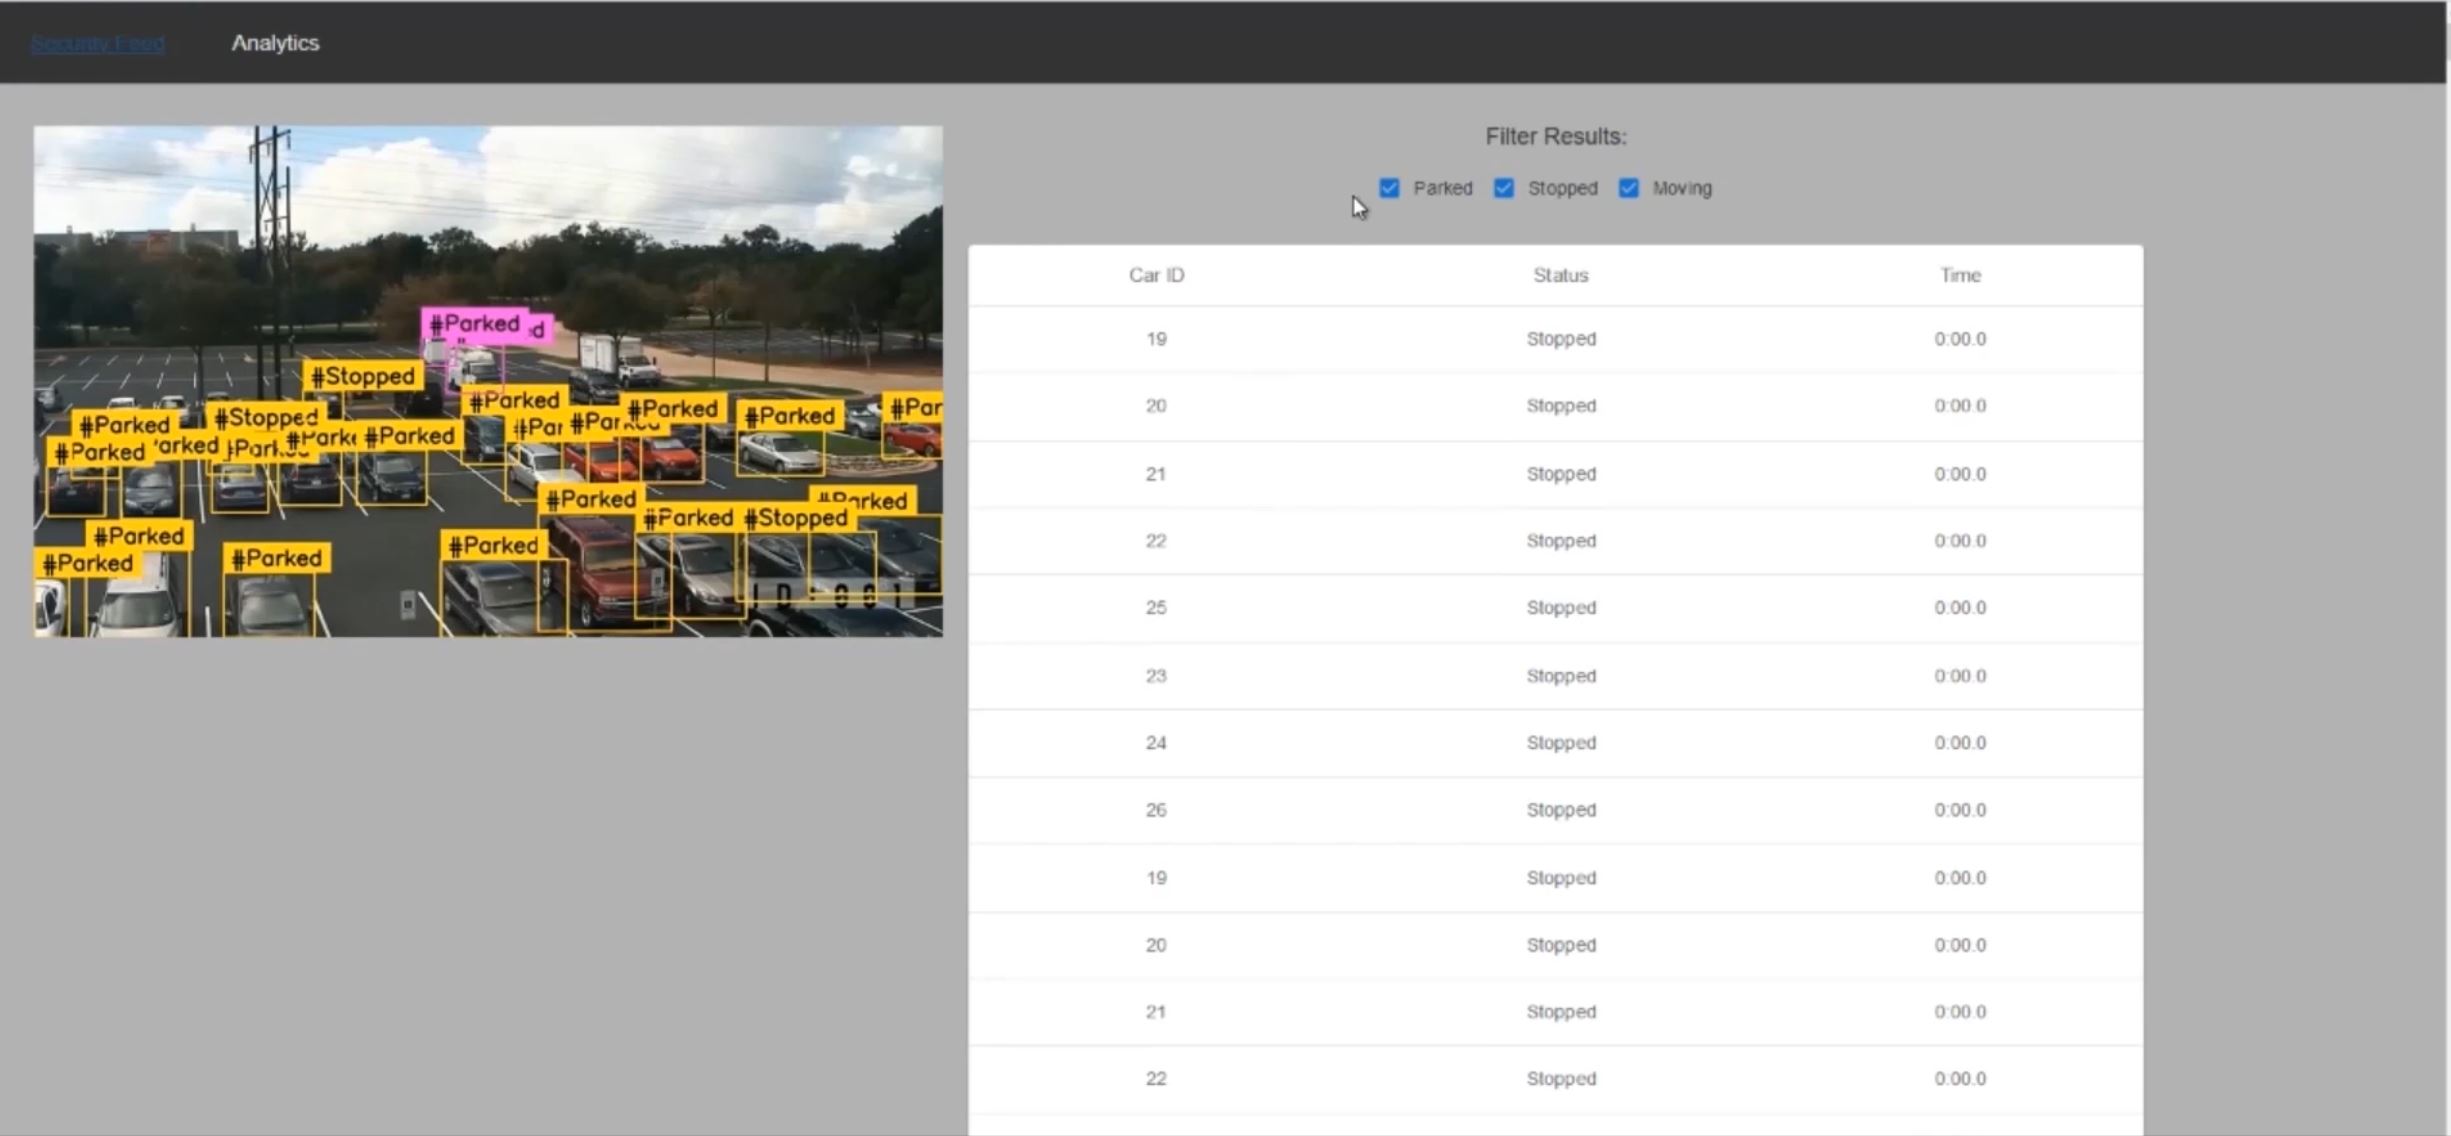 Security Feed Analytics
Filter Results:
Parked Stopped Moving
Car ID Status Time
19 Stopped 0:00.0
20 Stopped 0:00.0
21 Stopped 0:00.0
22 Stopped 0:00.0
25 Stopped 0:00.0
23 Stopped 0:00.0
24 Stopped 0:00.0
26 Stopped 0:00.0
19 Stopped 0:00.0
20 Stopped 0:00.0
21 Stopped 0:00.0
22 Stopped 0:00.0
#Parked
#Stopped
#Parked
#Parked
#Parked
#Stopped
#Parked
#Parked
#Parked
#Parked
#Parked
#Parked #Stopped
#Parked
#Parked
#Parked
#Parked